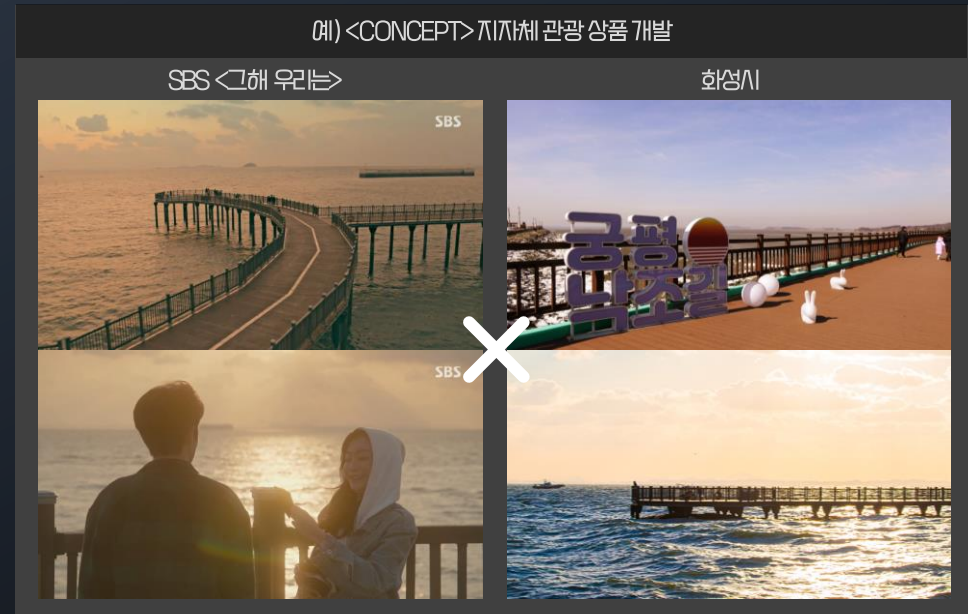 예) <CONCEPT> 지자체 관광 상품 개발
SBS <그해 우리는>
화성시
SBS
궁평
낙조길
SBS